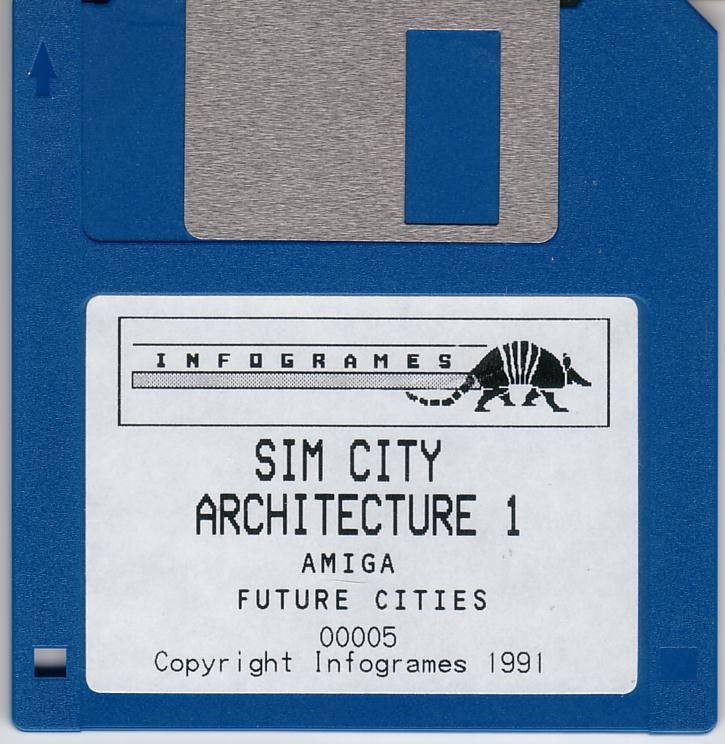 INFOGRAMES
SIM CITY
ARCHITECTURE 1
AMIGA
FUTURE CITIES
00005
Copyright Infogrames 1991